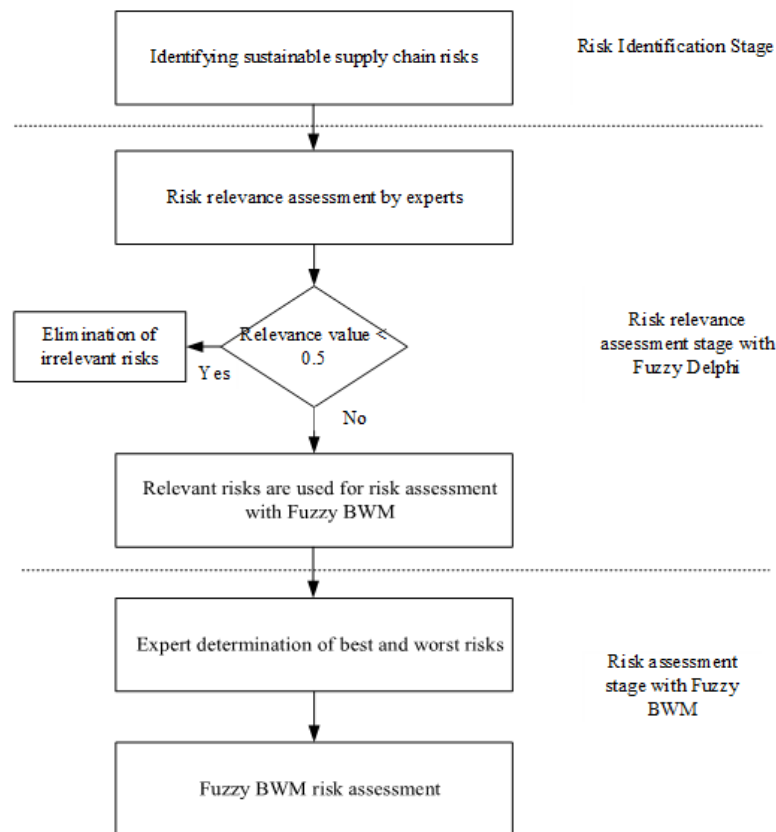 Identifying sustainable supply chain risks
Risk Identification Stage
Risk relevance assessment by experts
Relevance value <
0.5
Elimination of
irrelevant risks
Yes
No
Risk relevance
assessment stage with
Fuzzy Delphi
Relevant risks are used for risk assessment
with Fuzzy BWM
Expert determination of best and worst risks
Risk assessment
stage with Fuzzy
BWM
Fuzzy BWM risk assessment